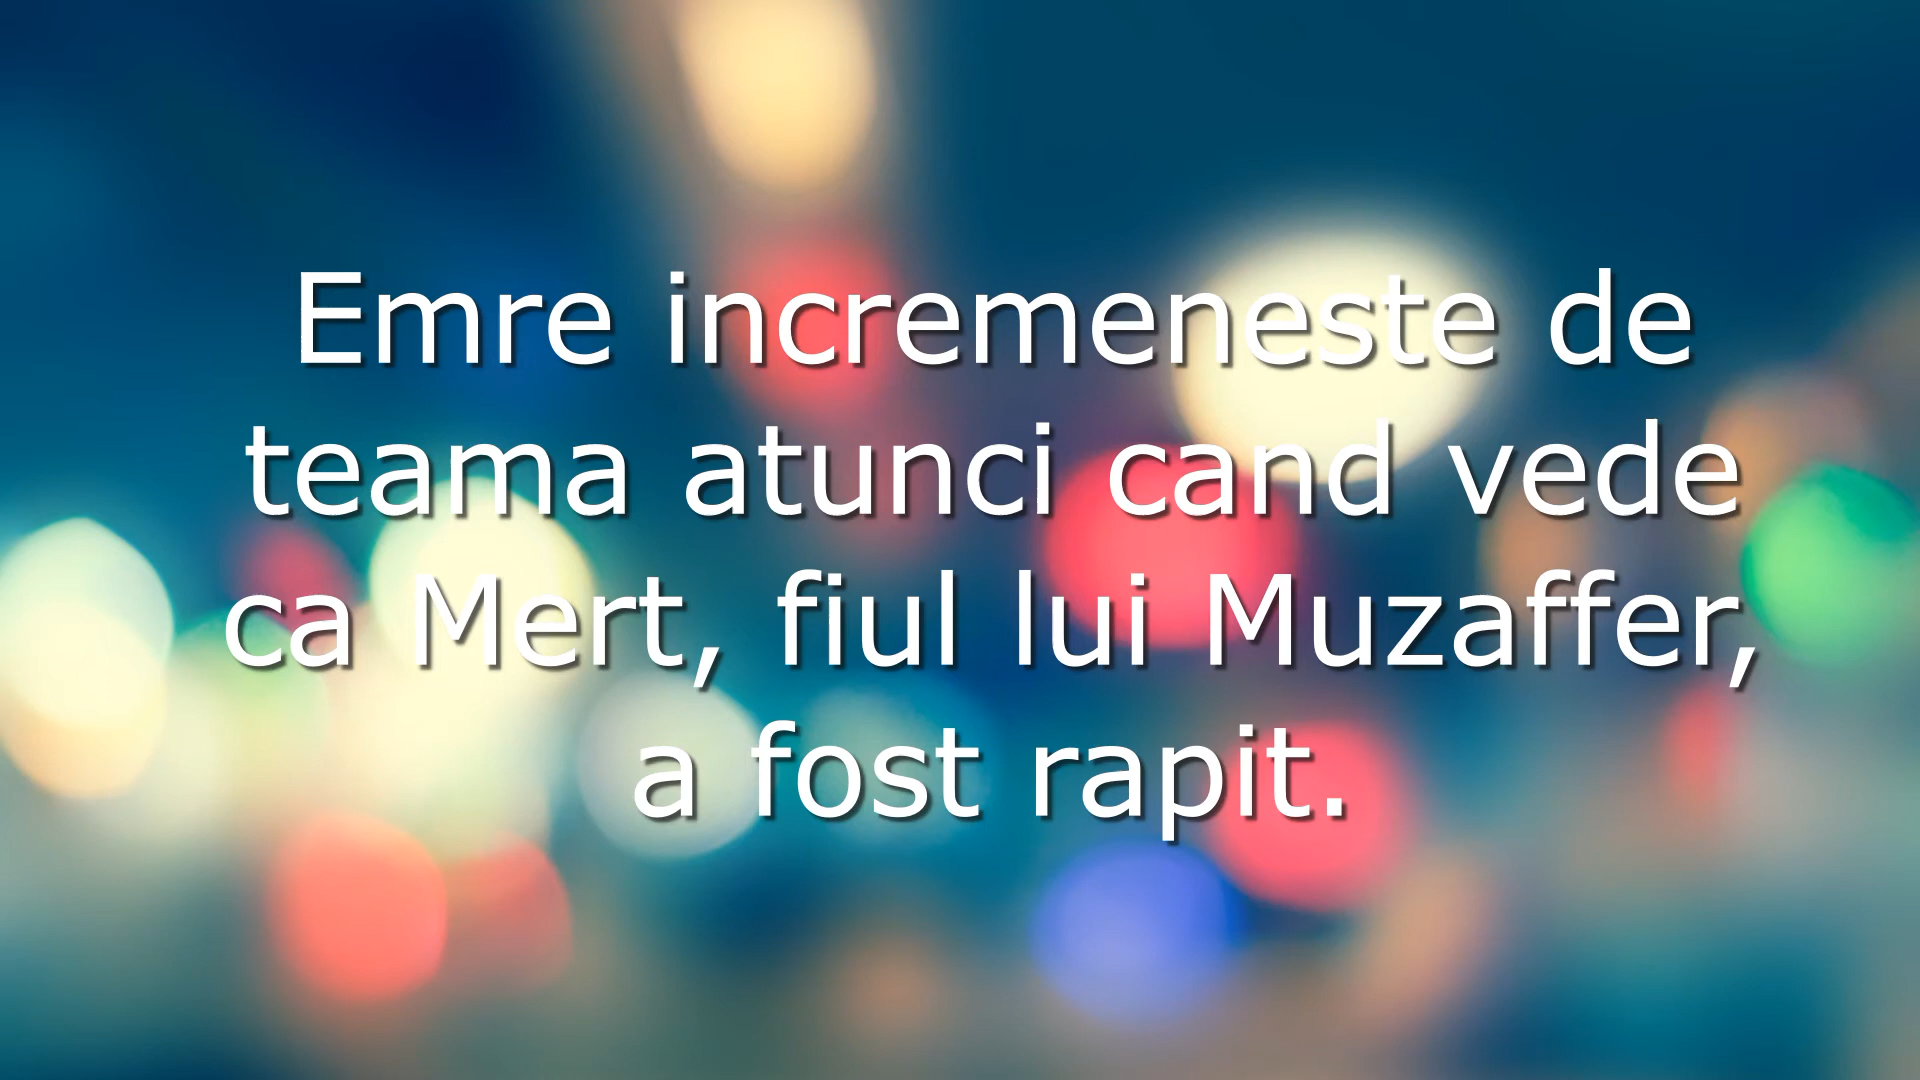 Emre incremeneste de
teama atunci cand vede
ca Mert, fiul lui Muzaffer,
a fost rapit.